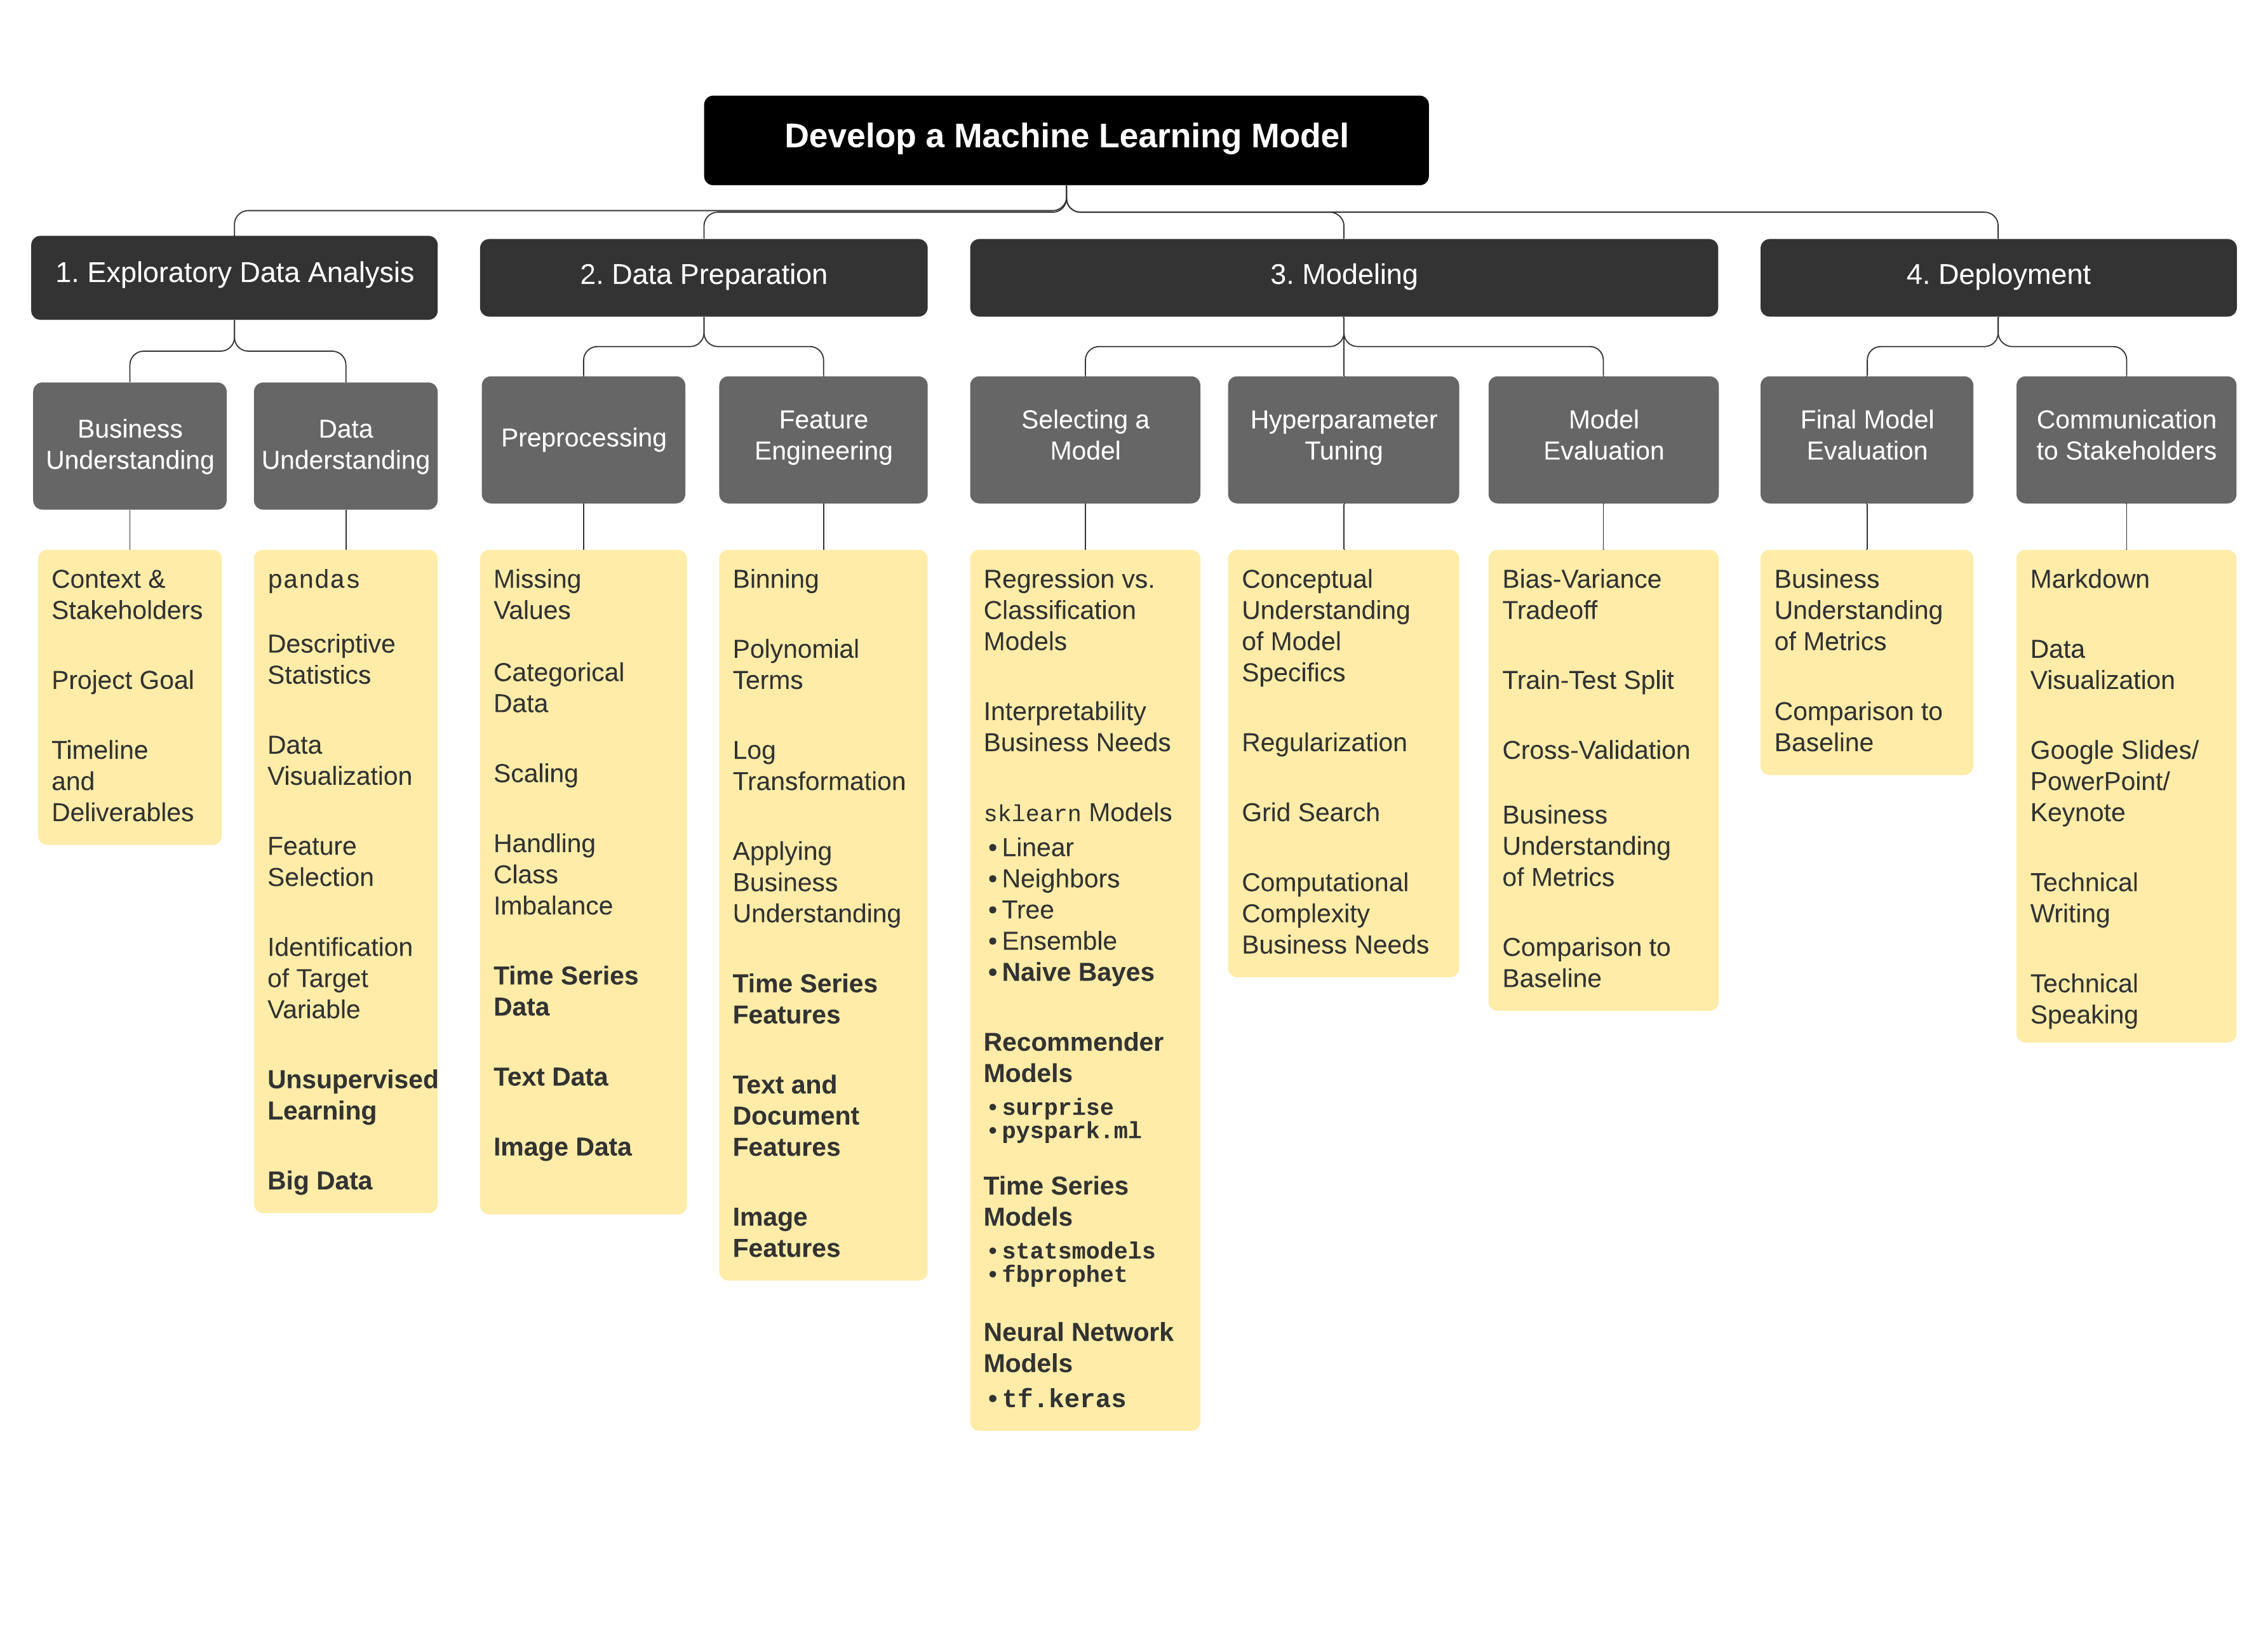 Develop a Machine Learning Model
1. Exploratory Data Analysis
2. Data Preparation
3. Modeling
4. Deployment
Business
Understanding
Data
Understanding
Preprocessing
Feature
Engineering
Selecting a
Model
Hyperparameter
Tuning
Model
Evaluation
Final Model
Evaluation
Communication
to Stakeholders
Context &
Stakeholders
Project Goal
Timeline
and
Deliverables
pandas
Descriptive
Statistics
Data
Visualization
Feature
Selection
Identification
of Target
Variable
Unsupervised
Learning
Big Data
Missing
Values
Categorical
Data
Scaling
Handling
Class
Imbalance
Time Series
Data
Text Data
Image Data
Binning
Polynomial
Terms
Log
Transformation
Applying
Business
Understanding
Time Series
Features
Text and
Document
Features
Image
Features
Regression vs.
Classification
Models
Interpretability
Business Needs
sklearn Models
• Linear
• Neighbors
• Tree
• Ensemble
• Naive Bayes
Recommender
Models
• surprise
• pyspark.ml
Time Series
Models
• statsmodels
• fbprophet
Neural Network
Models
• tf.keras
Conceptual
Understanding
of Model
Specifics
Regularization
Grid Search
Computational
Complexity
Business Needs
Bias-Variance
Tradeoff
Train-Test Split
Cross-Validation
Business
Understanding
of Metrics
Comparison to
Baseline
Business
Understanding
of Metrics
Comparison to
Baseline
Markdown
Data
Visualization
Google Slides/
PowerPoint/
Keynote
Technical
Writing
Technical
Speaking